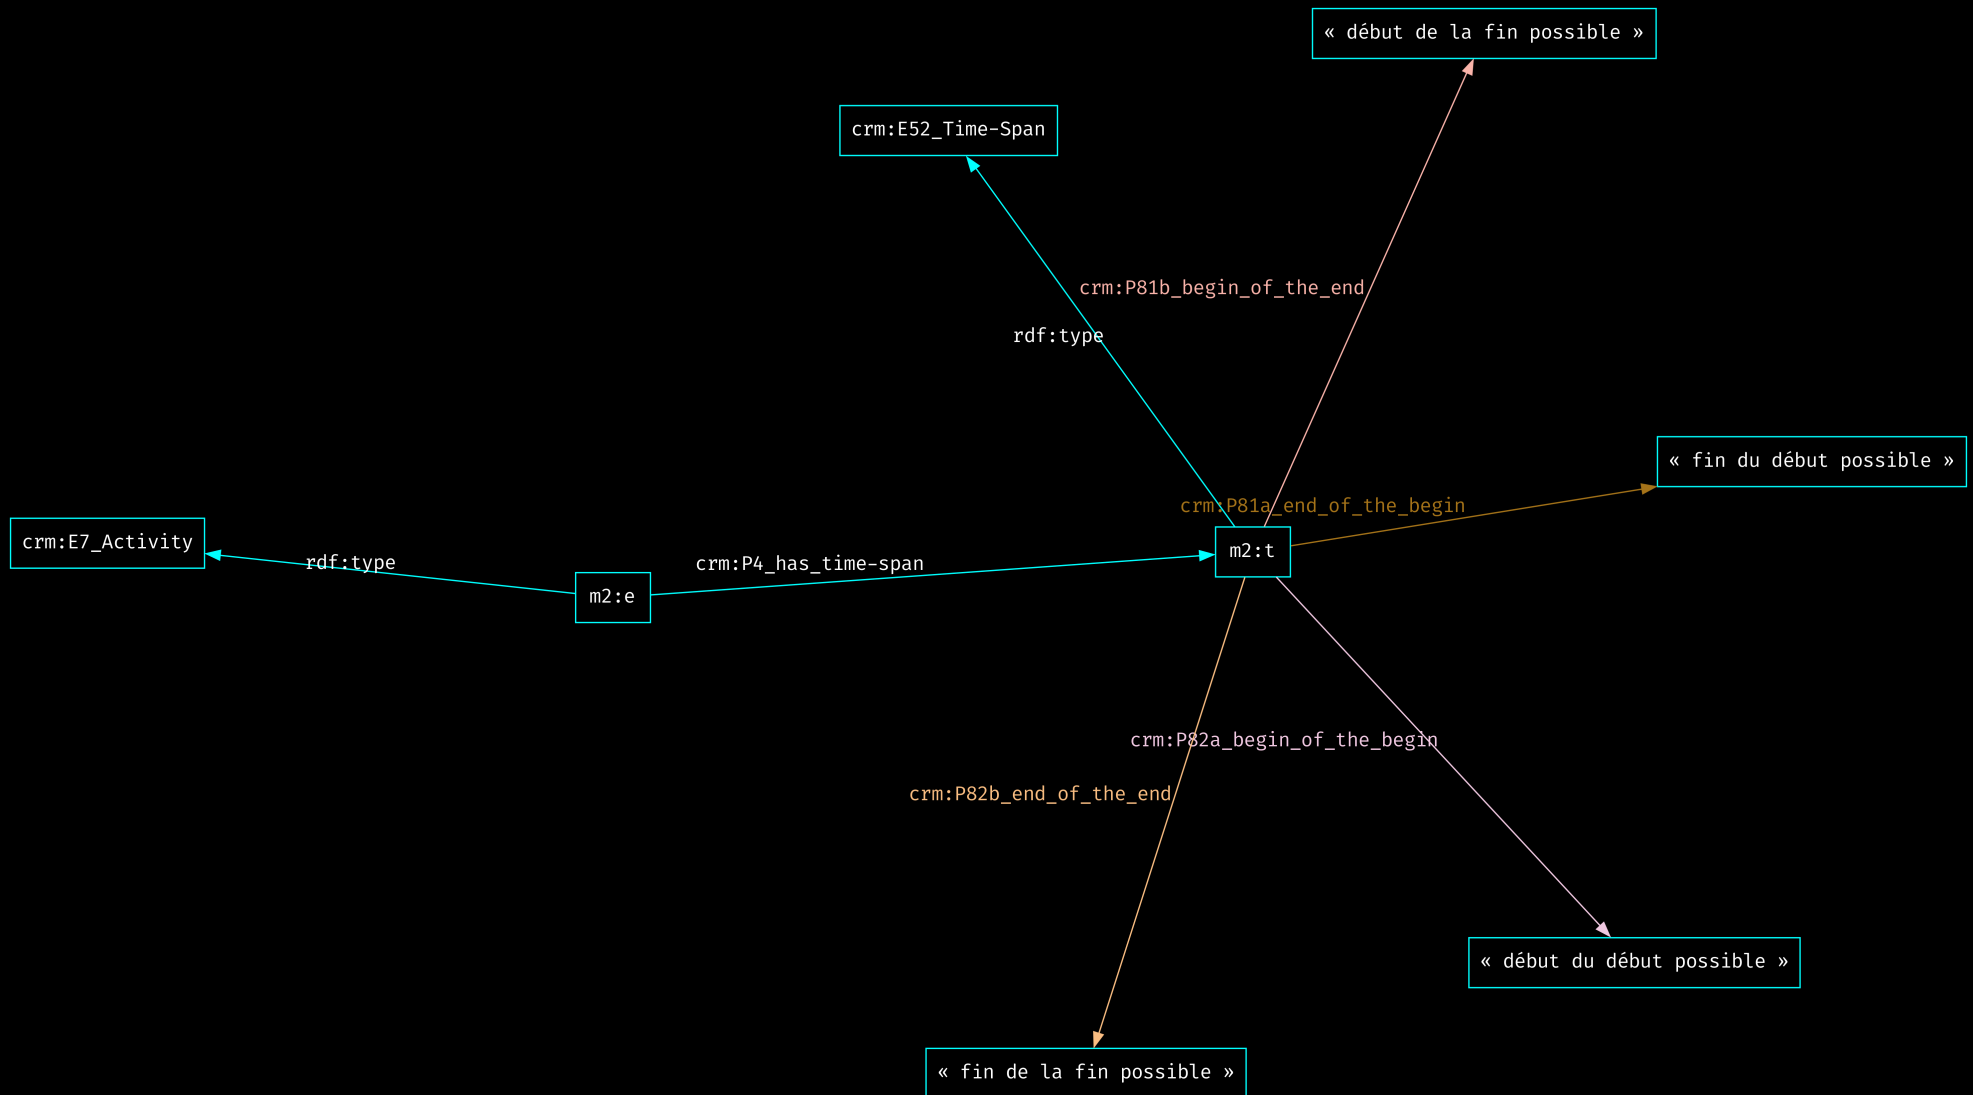 « début de la fin possible »
crm:E52_Time-Span
crm:P81b_begin_of_the_end
rdf:type
« fin du début possible »
crm:P81a_end_of_the_begin
crm:E7_Activity
rdf:type
crm:P4_has_time-span
m2:t
m2:e
crm:P82a_begin_of_the_begin
crm:P82b_end_of_the_end
« début du début possible »
« fin de la fin possible »